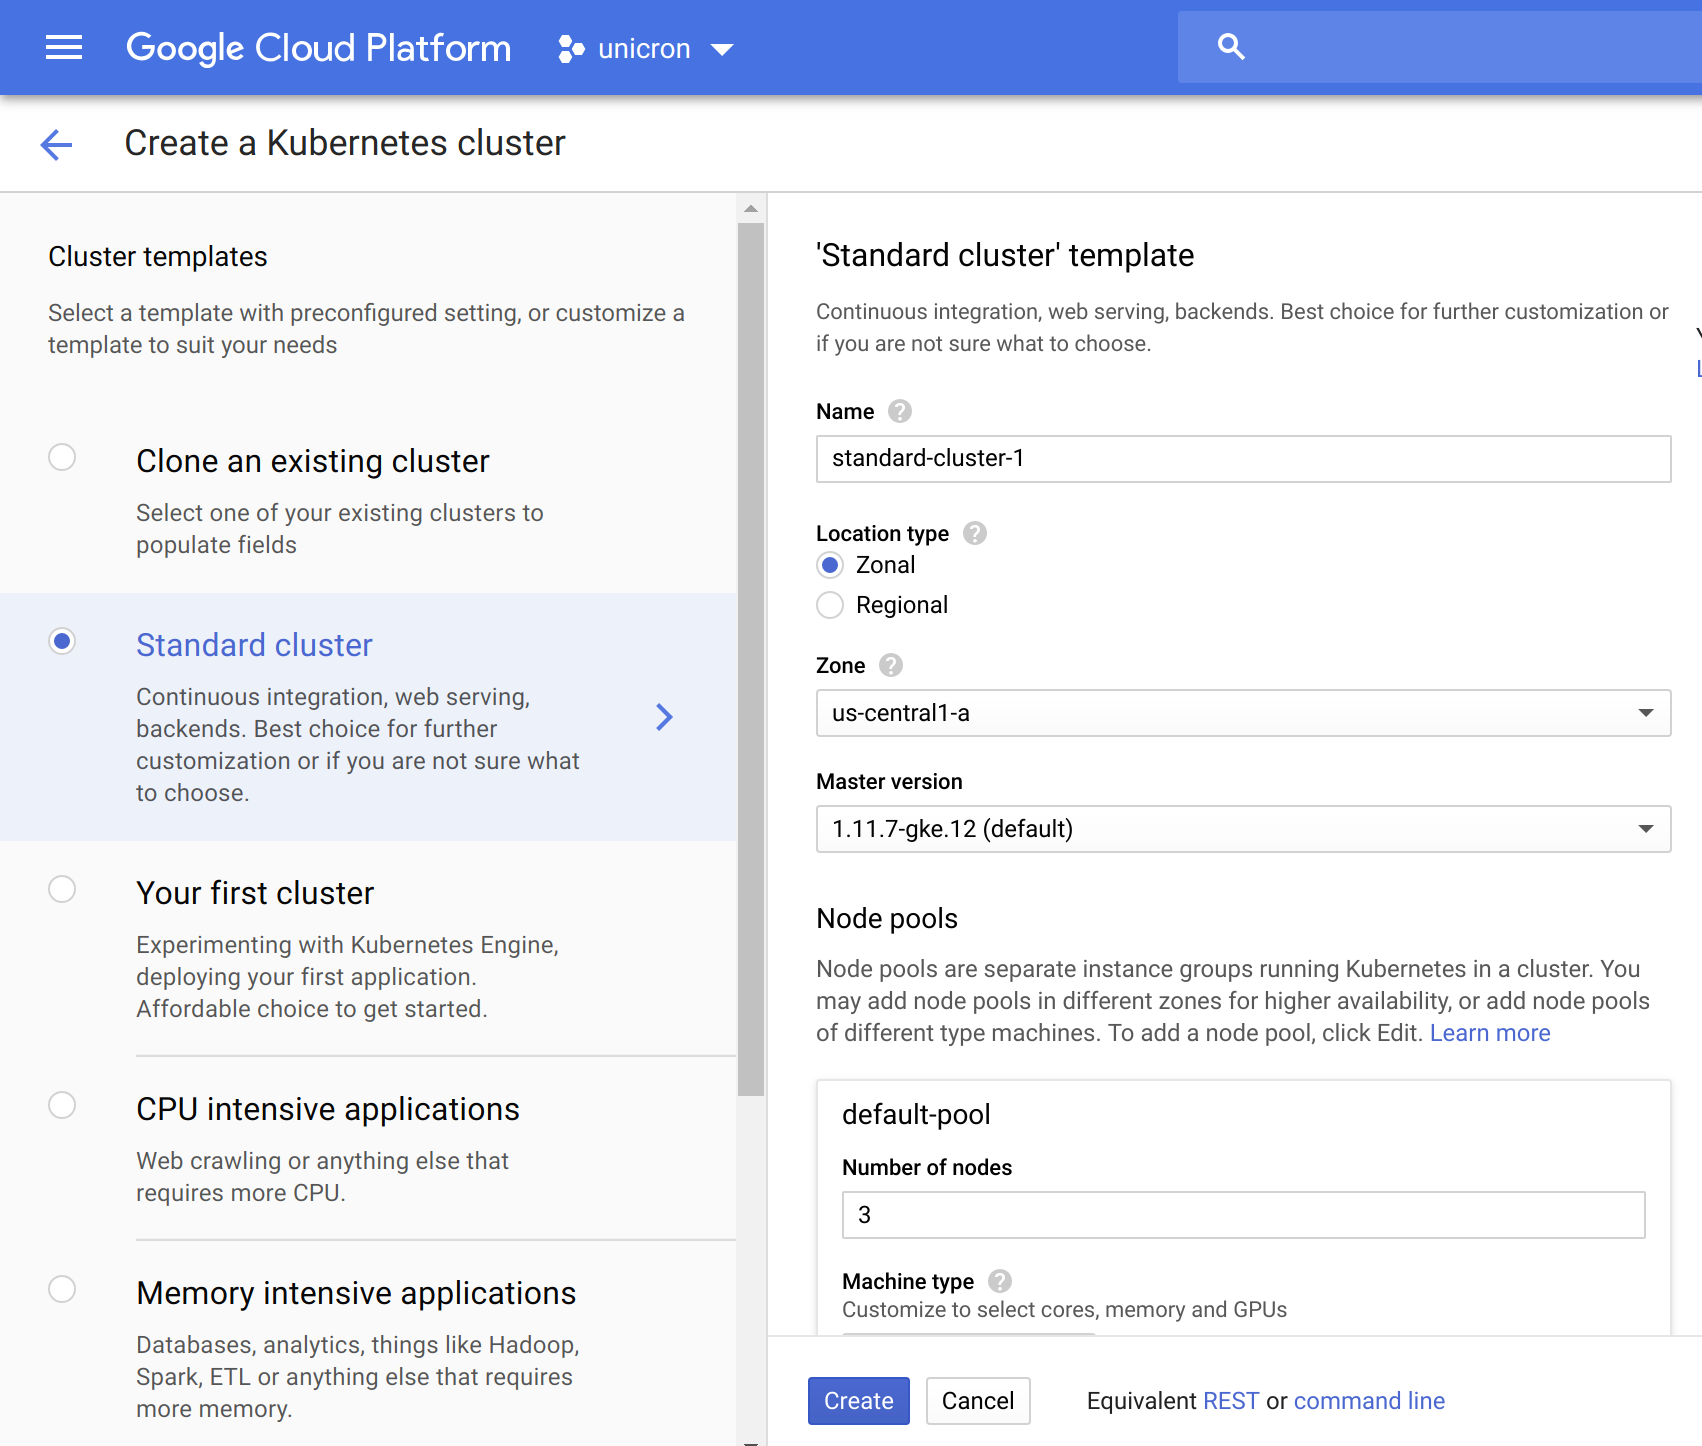 Google Cloud Platform
unicron
Create a Kubernetes cluster
Cluster templates
Select a template with preconfigured setting, or customize a
template to suit your needs
Clone an existing cluster
Select one of your existing clusters to
populate fields
Standard cluster
Continuous integration, web serving,
backends. Best choice for further
customization or if you are not sure what
to choose.
Your first cluster
Experimenting with Kubernetes Engine,
deploying your first application.
Affordable choice to get started.
CPU intensive applications
Web crawling or anything else that
requires more CPU.
Memory intensive applications
Databases, analytics, things like Hadoop,
Spark, ETL or anything else that requires
more memory.
'Standard cluster' template
Continuous integration, web serving, backends. Best choice for further customization or
if you are not sure what to choose.
Name
standard-cluster-1
Location type
Zonal
Regional
Zone
us-central1-a
Master version
1.11.7-gke.12 (default)
Node pools
Node pools are separate instance groups running Kubernetes in a cluster. You
may add node pools in different zones for higher availability, or add node pools
of different type machines. To add a node pool, click Edit. Learn more
default-pool
Number of nodes
3
Machine type
Customize to select cores, memory and GPUs
Create
Cancel
Equivalent REST or command line